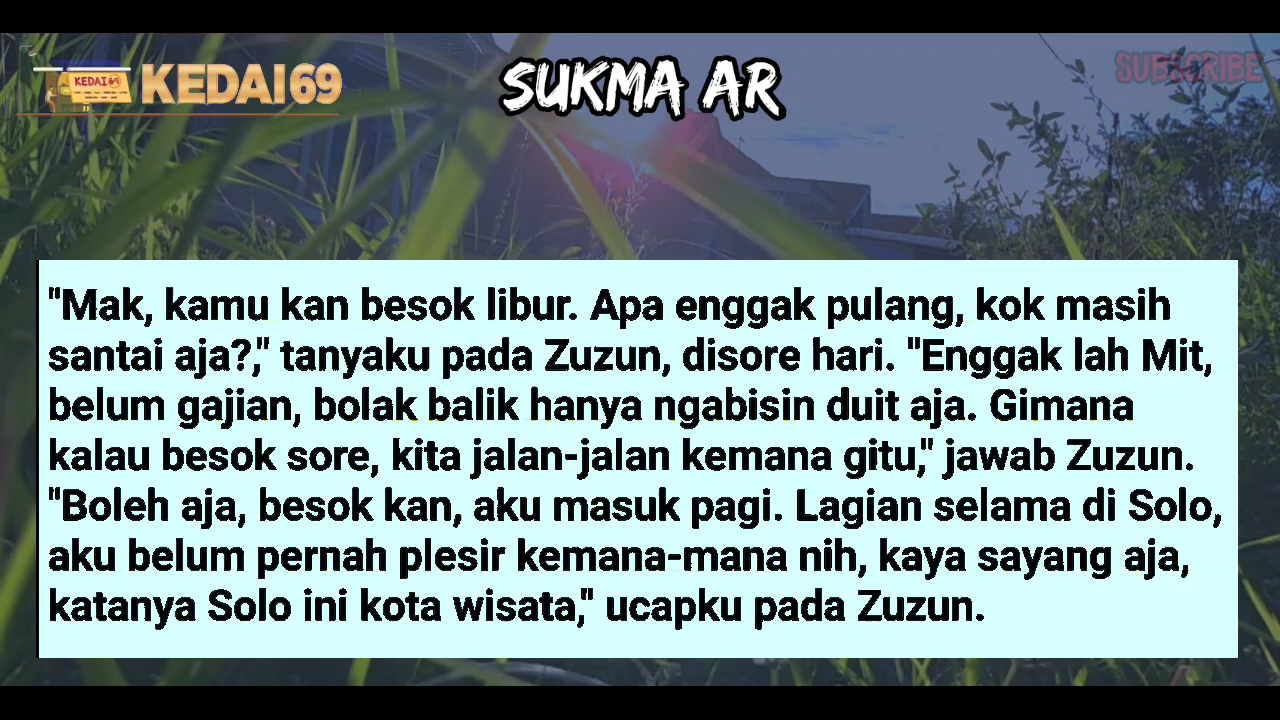 KEDAI69
KEDAI69
SUKMA AR
SUBSCRIBE
"Mak, kamu kan besok libur. Apa enggak pulang, kok masih
santai aja?," tanyaku pada Zuzun, disore hari. "Enggak lah Mit,
belum gajian, bolak balik hanya ngabisin duit aja. Gimana
kalau besok sore, kita jalan-jalan kemana gitu," jawab Zuzun.
"Boleh aja, besok kan, aku masuk pagi. Lagian selama di Solo,
aku belum pernah plesir kemana-mana nih, kaya sayang aja,
katanya Solo ini kota wisata," ucapku pada Zuzun.